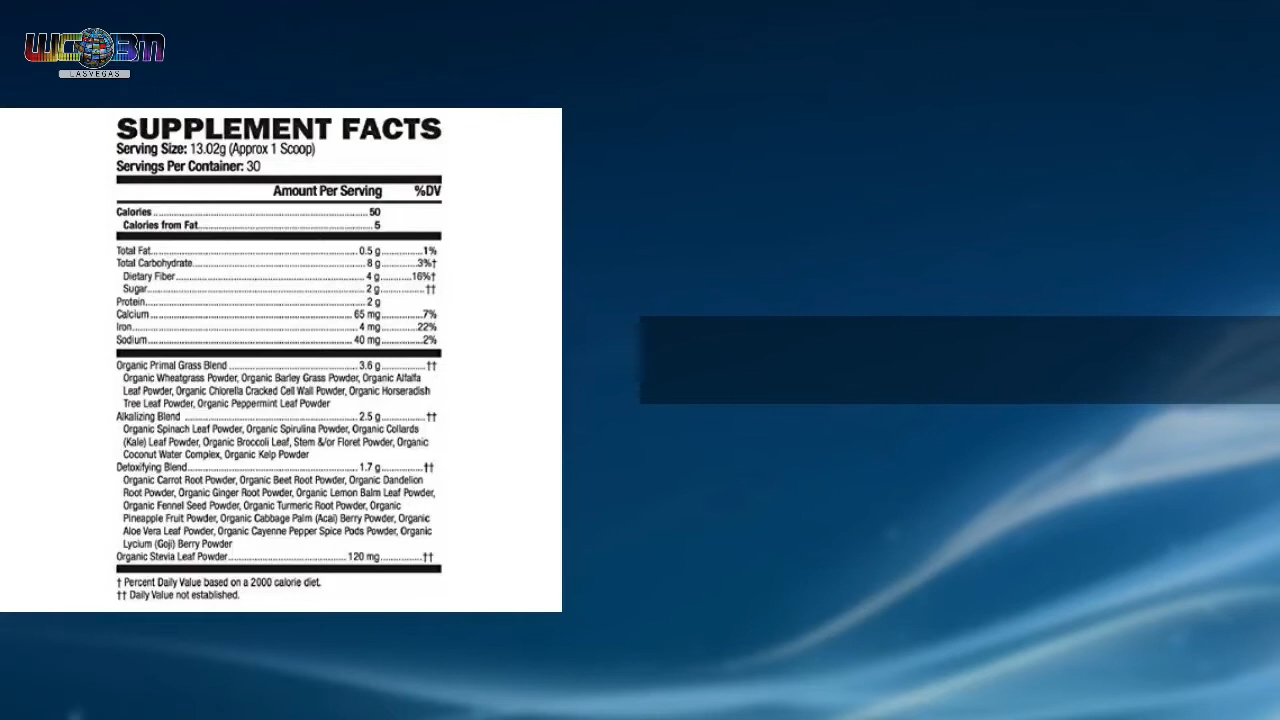 WCOBM
LASVEGAS
SUPPLEMENT FACTS
Serving Size: 13.02g (Approx 1 Scoop)
Servings Per Container: 30
Amount Per Serving %DV
Calories 50
Calories from Fat 5
Total Fat 0.5 g 1%
Total Carbohydrate 8 g 3%†
Dietary Fiber 4 g 16%†
Sugar 2 g ††
Protein 2 g
Calcium 65 mg 7%
Iron 4 mg 22%
Sodium 40 mg 2%
Organic Primal Grass Blend 3.6 g ††
Organic Wheatgrass Powder, Organic Barley Grass Powder, Organic Alfalfa
Leaf Powder, Organic Chlorella Cracked Cell Wall Powder, Organic Horseradish
Tree Leaf Powder, Organic Peppermint Leaf Powder
Alkalizing Blend 2.5 g ††
Organic Spinach Leaf Powder, Organic Spirulina Powder, Organic Collards
(Kale) Leaf Powder, Organic Broccoli Leaf, Stem &/or Floret Powder, Organic
Coconut Water Complex, Organic Kelp Powder
Detoxifying Blend 1.7 g ††
Organic Carrot Root Powder, Organic Beet Root Powder, Organic Dandelion
Root Powder, Organic Ginger Root Powder, Organic Lemon Balm Leaf Powder,
Organic Fennel Seed Powder, Organic Turmeric Root Powder, Organic
Pineapple Fruit Powder, Organic Cabbage Palm (Acai) Berry Powder, Organic
Aloe Vera Leaf Powder, Organic Cayenne Pepper Spice Pods Powder, Organic
Lycium (Goji) Berry Powder
Organic Stevia Leaf Powder 120 mg ††
† Percent Daily Value based on a 2000 calorie diet.
†† Daily Value not established.